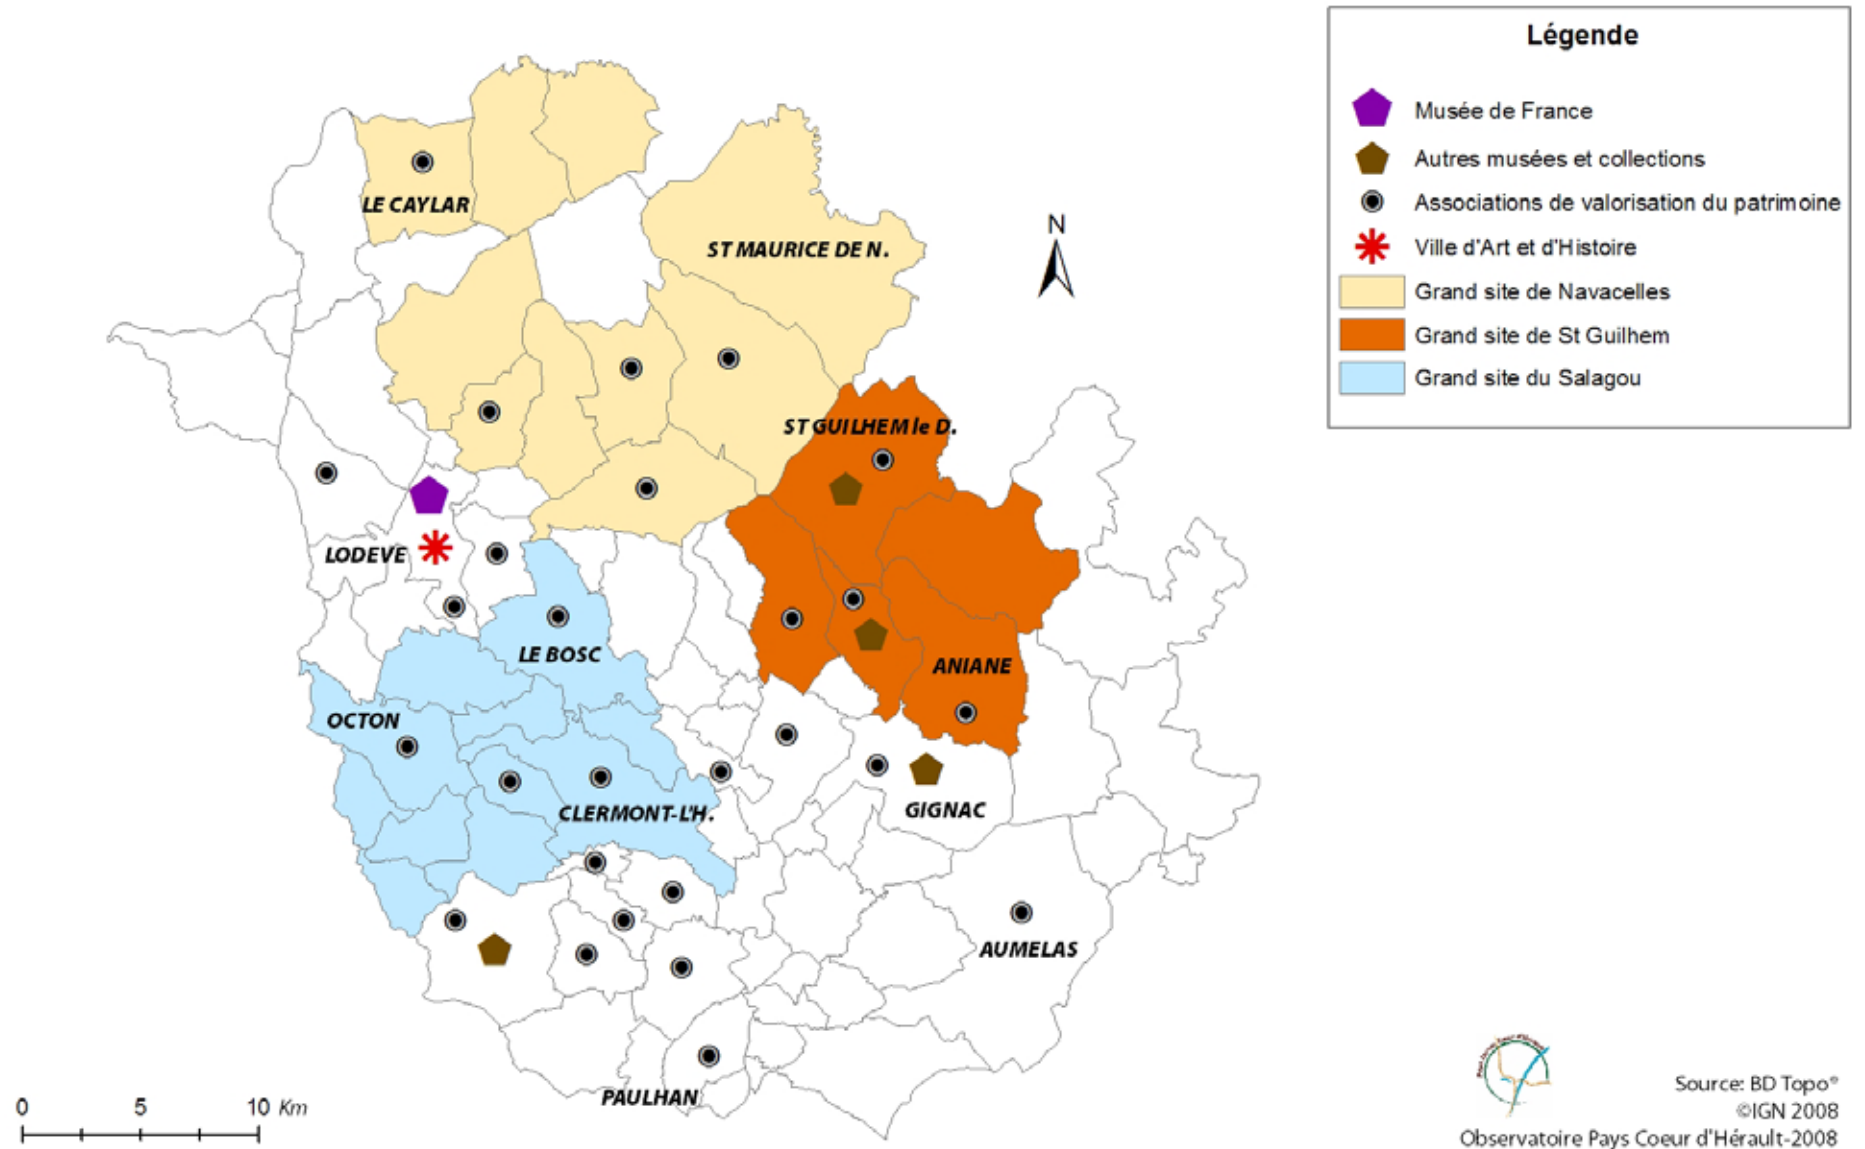 Légende
Musée de France
Autres musées et collections
Associations de valorisation du patrimoine
Ville d'Art et d'Histoire
Grand site de Navacelles
Grand site de St Guilhem
Grand site du Salagou
LE CAYLAR
ST MAURICE DE N.
N
ST GUILHEM le D.
LODEVE
LE BOSC
ANIANE
OCTON
CLERMONT-L'H.
GIGNAC
AUMELAS
PAULHAN
0 5 10 Km
Source: BD Topo®
©IGN 2008
Observatoire Pays Coeur d'Hérault-2008